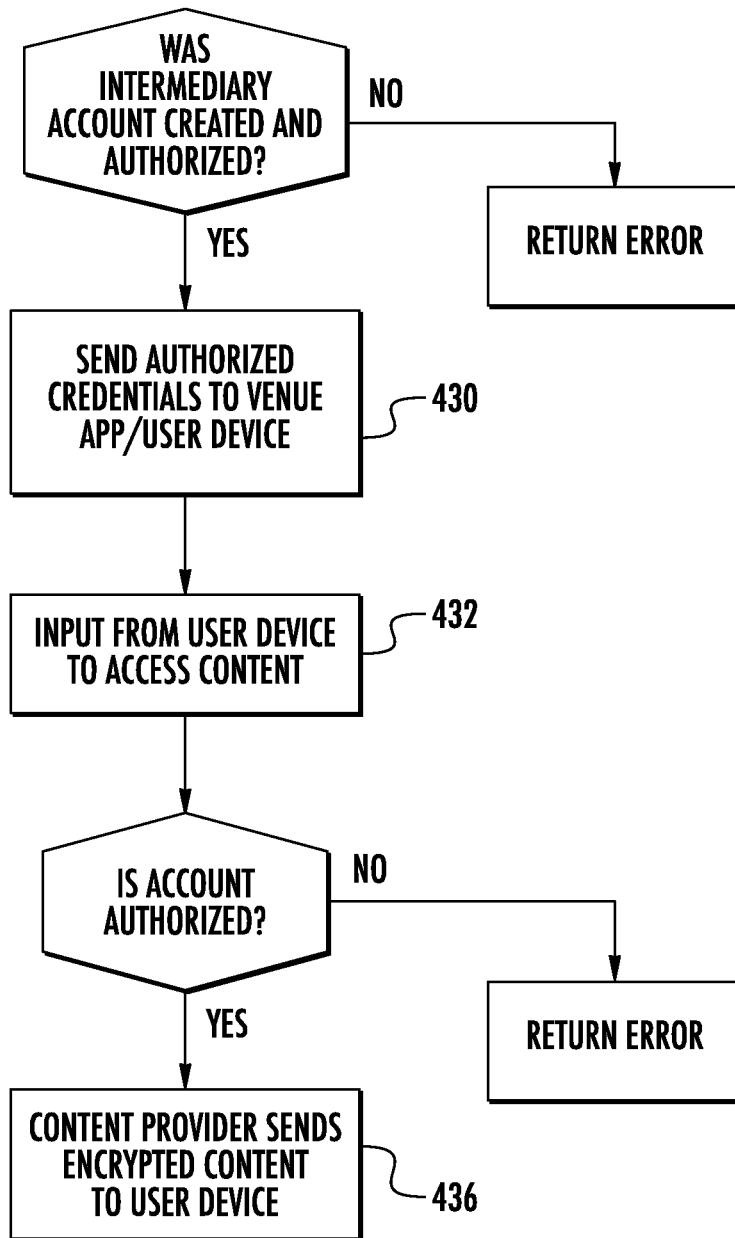 WAS
INTERMEDIARY
ACCOUNT CREATED AND
AUTHORIZED?
NO
RETURN ERROR
YES
SEND AUTHORIZED
CREDENTIALS TO VENUE
APP/USER DEVICE
430
INPUT FROM USER DEVICE
TO ACCESS CONTENT
432
IS ACCOUNT
AUTHORIZED?
NO
RETURN ERROR
YES
CONTENT PROVIDER SENDS
ENCRYPTED CONTENT
TO USER DEVICE
436